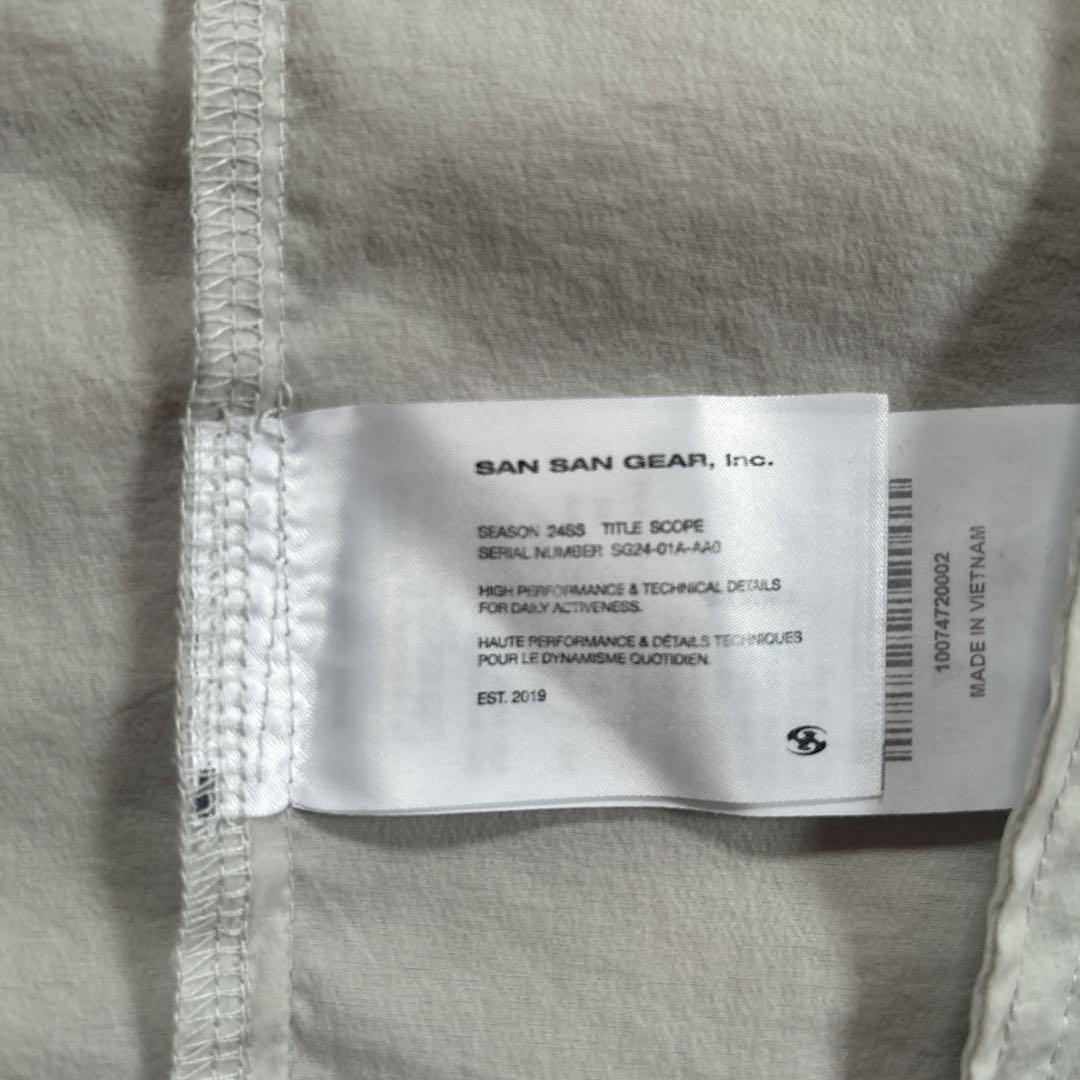 SAN SAN GEAR, Inc.
SEASON 24SS TITLE SCOPE
SERIAL NUMBER SG24-01A-AA0
HIGH PERFORMANCE & TECHNICAL DETAILS
FOR DAILY ACTIVENESS.
HAUTE PERFORMANCE & DÉTAILS TECHNIQUES
POUR LE DYNAMISME QUOTIDIEN.
EST. 2019
10074720002
MADE IN VIETNAM